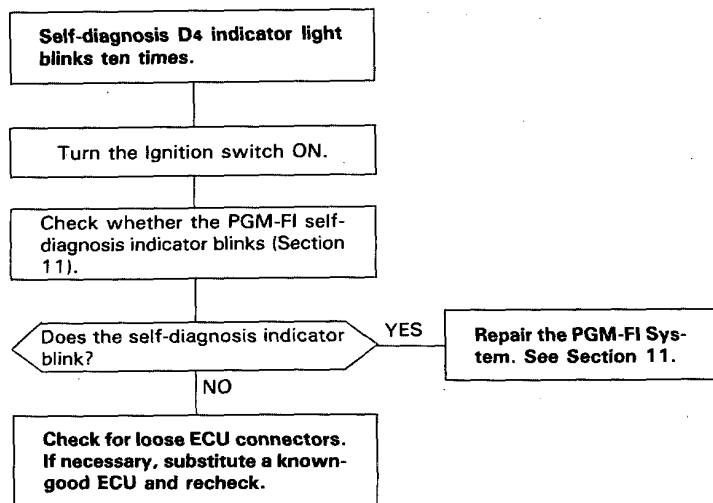 Self-diagnosis D4 indicator light
blinks ten times.
Turn the Ignition switch ON.
Check whether the PGM-FI self-
diagnosis indicator blinks (Section
11).
Does the self-diagnosis indicator
blink?
YES
Repair the PGM-FI Sys-
tem. See Section 11.
NO
Check for loose ECU connectors.
If necessary, substitute a known-
good ECU and recheck.